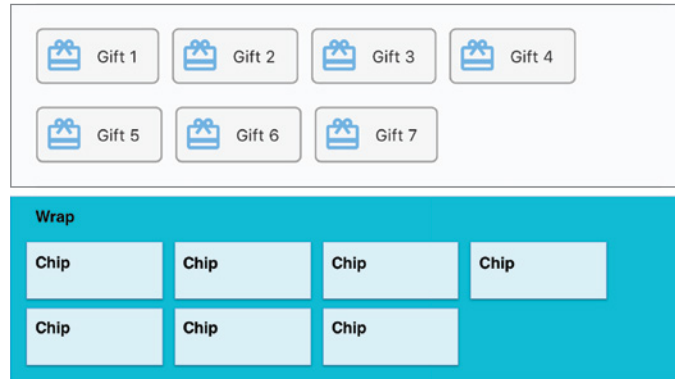 Gift 1 Gift 2 Gift 3 Gift 4
Gift 5 Gift 6 Gift 7
Wrap
Chip Chip Chip Chip
Chip Chip Chip